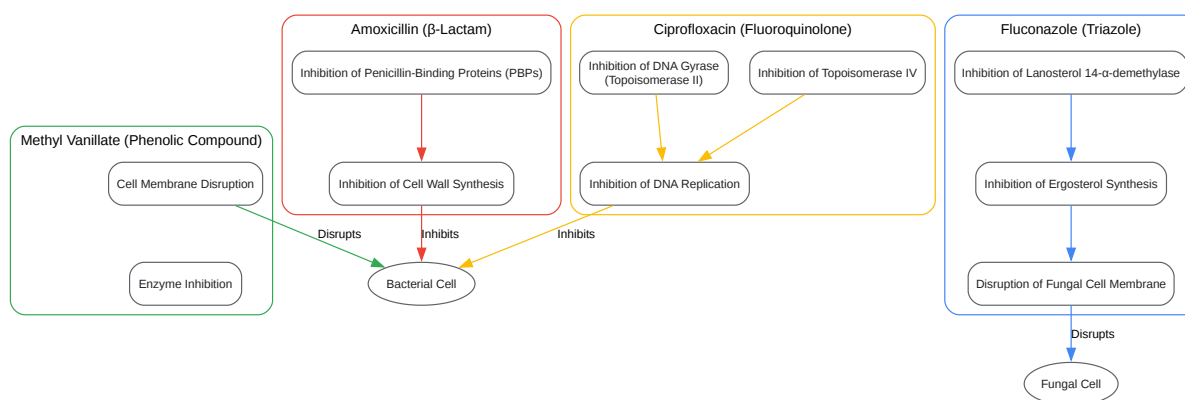 Amoxicillin (β-Lactam)
Ciprofloxacin (Fluoroquinolone)
Fluconazole (Triazole)
Inhibition of Penicillin-Binding Proteins (PBPs)
Inhibition of DNA Gyrase
(Topoisomerase II)
Inhibition of Topoisomerase IV
Inhibition of Lanosterol 14-α-demethylase
Methyl Vanillate (Phenolic Compound)
Cell Membrane Disruption
Inhibition of Cell Wall Synthesis
Inhibition of DNA Replication
Inhibition of Ergosterol Synthesis
Disrupts
Inhibits
Inhibits
Enzyme Inhibition
Bacterial Cell
Disruption of Fungal Cell Membrane
Disrupts
Fungal Cell